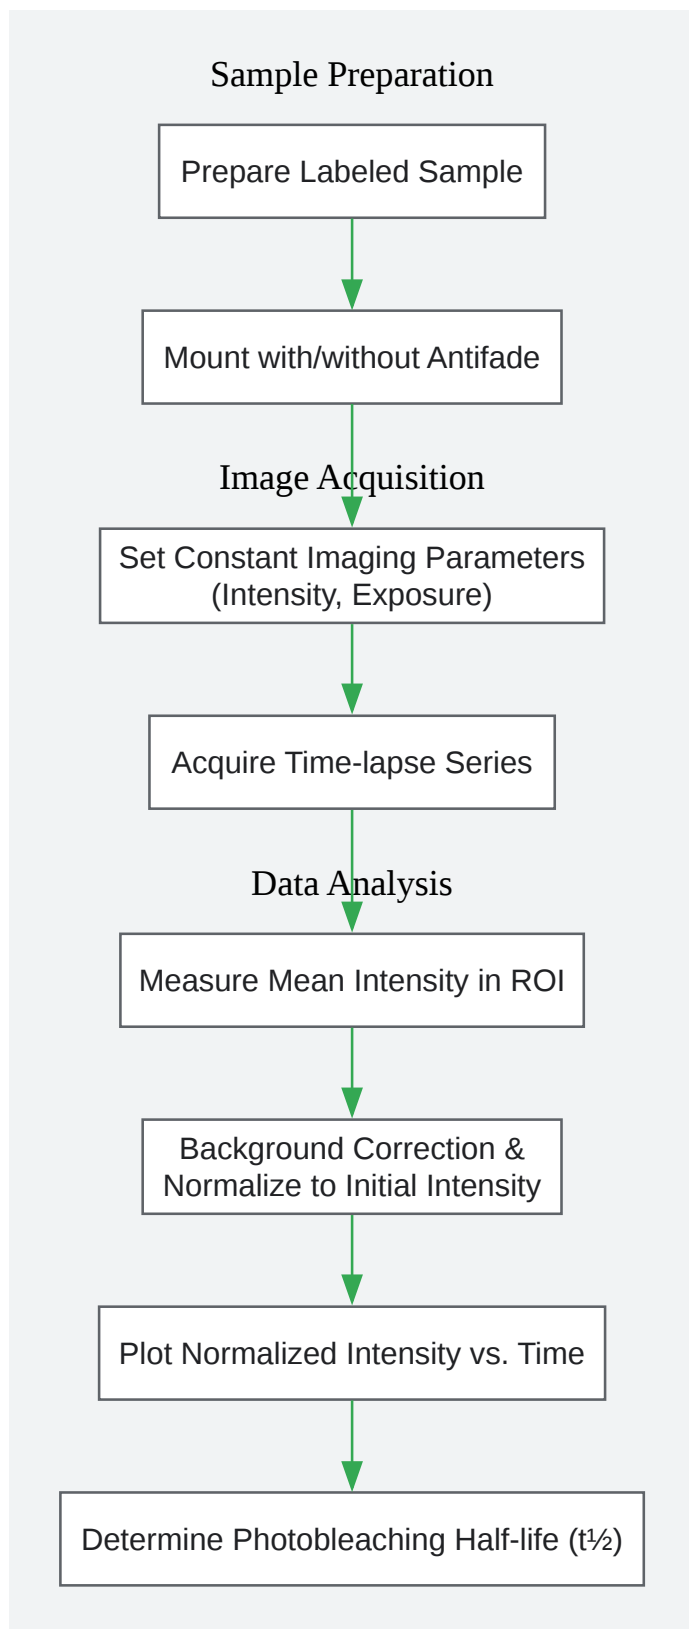 Sample Preparation
Prepare Labeled Sample
Mount with/without Antifade
Image Acquisition
Set Constant Imaging Parameters
(Intensity, Exposure)
Acquire Time-lapse Series
Data Analysis
Measure Mean Intensity in ROI
Background Correction &
Normalize to Initial Intensity
Plot Normalized Intensity vs. Time
Determine Photobleaching Half-life (t½)